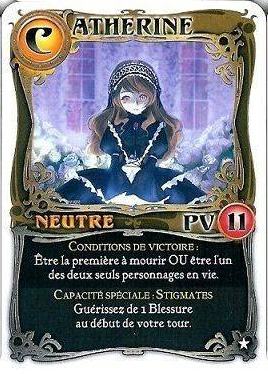 CATHERINE
NEUTRE PV 11
CONDITIONS DE VICTOIRE :
Être la première à mourir OU être l'un
des deux seuls personnages en vie.
CAPACITÉ SPÉCIALE : STIGMATES
Guérissez de 1 Blessure
au début de votre tour.